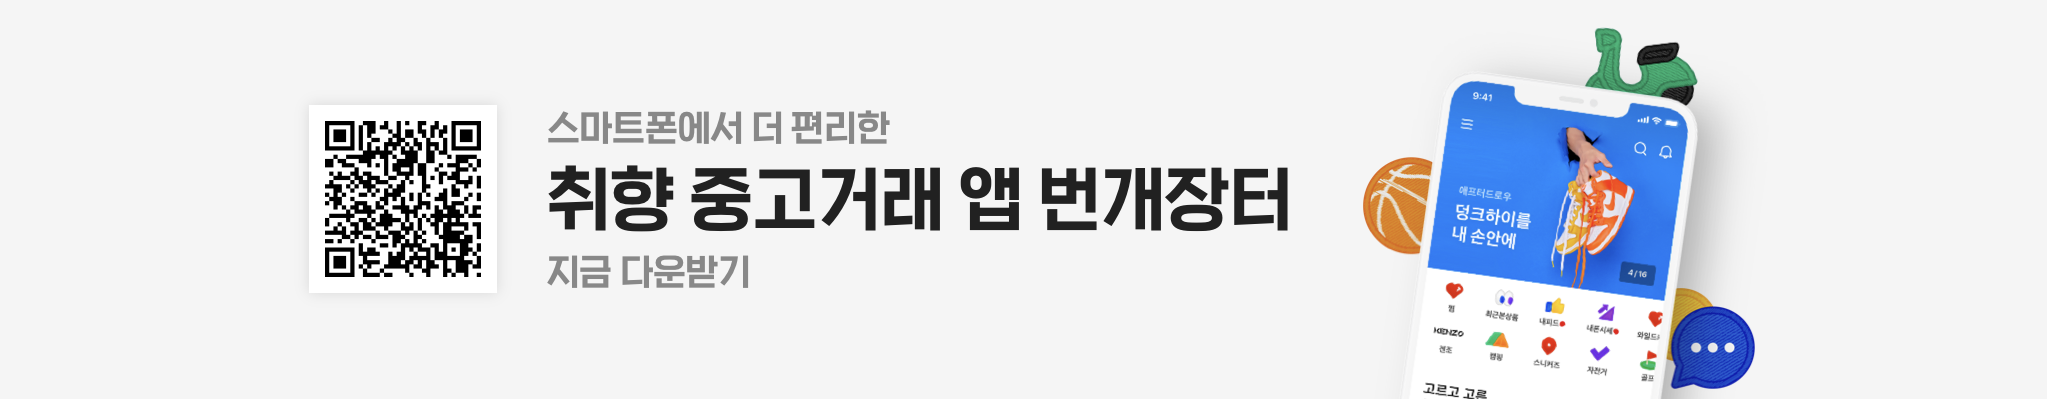 스마트폰에서 더 편리한
취향 중고거래 앱 번개장터
지금 다운받기
9:41
애프터드로우
덩크하이를
내 손안에
4/16
찜
최근본상품
내피드
내폰시세
와일드
KENZO
겐조
캠핑
스니커즈
자전거
골프
고르고 고른